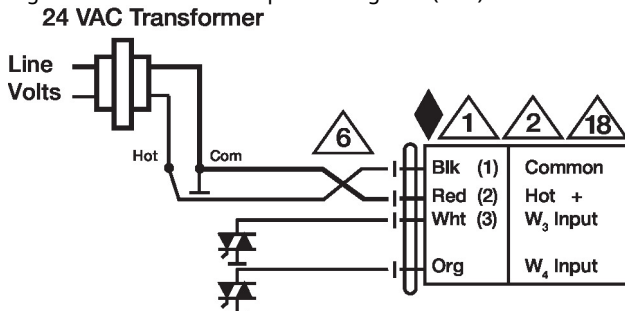 24 VAC Transformer
Line
Volts
Hot
Com
6
1
2
18
Blk (1) Common
Red (2) Hot +
Wht (3) W3 Input
Org W4 Input